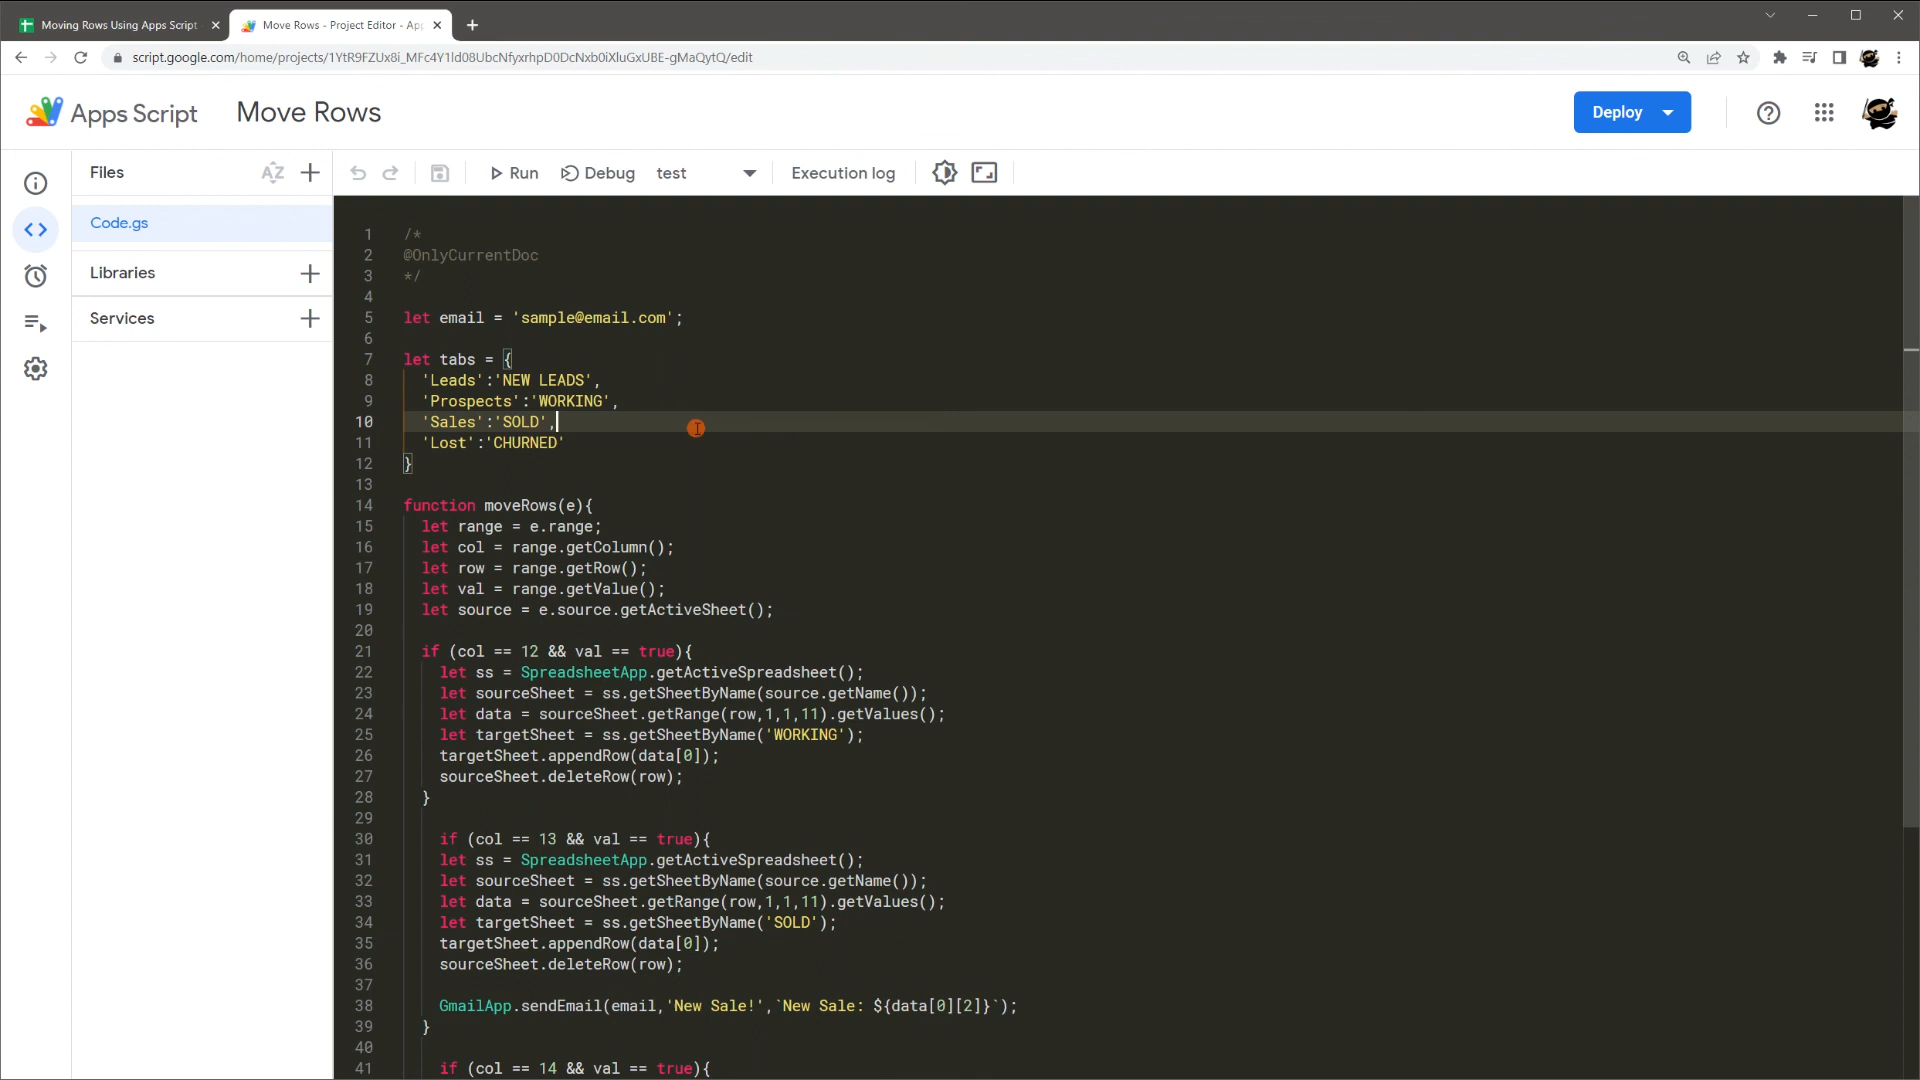 Moving Rows Using Apps Script
Move Rows - Project Editor - App
script.google.com/home/projects/1YtR9FZUx8i_MFc4Y1ld08UbcNfyxrhpD0DcNxb0iXluGxUBE-gMaQytQ/edit
Apps Script
Move Rows
Deploy
Files
AZ
Run
Debug
test
Execution log
Code.gs
Libraries
Services
1 /*
2 @OnlyCurrentDoc
3 */
4
5 let email = 'sample@email.com';
6
7 let tabs = {
8 'Leads':'NEW LEADS',
9 'Prospects':'WORKING',
10 'Sales':'SOLD',
11 'Lost':'CHURNED'
12 }
13
14 function moveRows(e){
15 let range = e.range;
16 let col = range.getColumn();
17 let row = range.getRow();
18 let val = range.getValue();
19 let source = e.source.getActiveSheet();
20
21 if (col == 12 && val == true){
22 let ss = SpreadsheetApp.getActiveSpreadsheet();
23 let sourceSheet = ss.getSheetByName(source.getName());
24 let data = sourceSheet.getRange(row,1,1,11).getValues();
25 let targetSheet = ss.getSheetByName('WORKING');
26 targetSheet.appendRow(data[0]);
27 sourceSheet.deleteRow(row);
28 }
29
30 if (col == 13 && val == true){
31 let ss = SpreadsheetApp.getActiveSpreadsheet();
32 let sourceSheet = ss.getSheetByName(source.getName());
33 let data = sourceSheet.getRange(row,1,1,11).getValues();
34 let targetSheet = ss.getSheetByName('SOLD');
35 targetSheet.appendRow(data[0]);
36 sourceSheet.deleteRow(row);
37
38 GmailApp.sendEmail(email,'New Sale!',`New Sale: ${data[0][2]}`);
39 }
40
41 if (col == 14 && val == true){